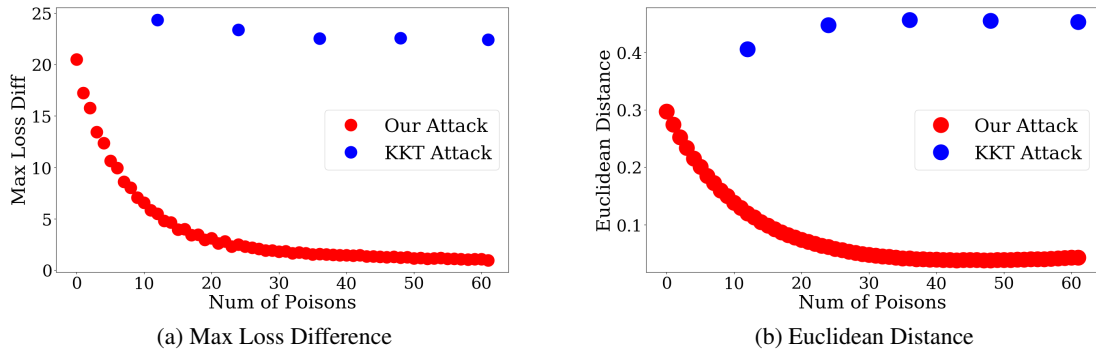 25
20
15
10
5
0
Max Loss Diff
Our Attack
KKT Attack
0 10 20 30 40 50 60
Num of Poisons
(a) Max Loss Difference
0.4
0.3
0.2
0.1
Euclidean Distance
Our Attack
KKT Attack
0 10 20 30 40 50 60
Num of Poisons
(b) Euclidean Distance